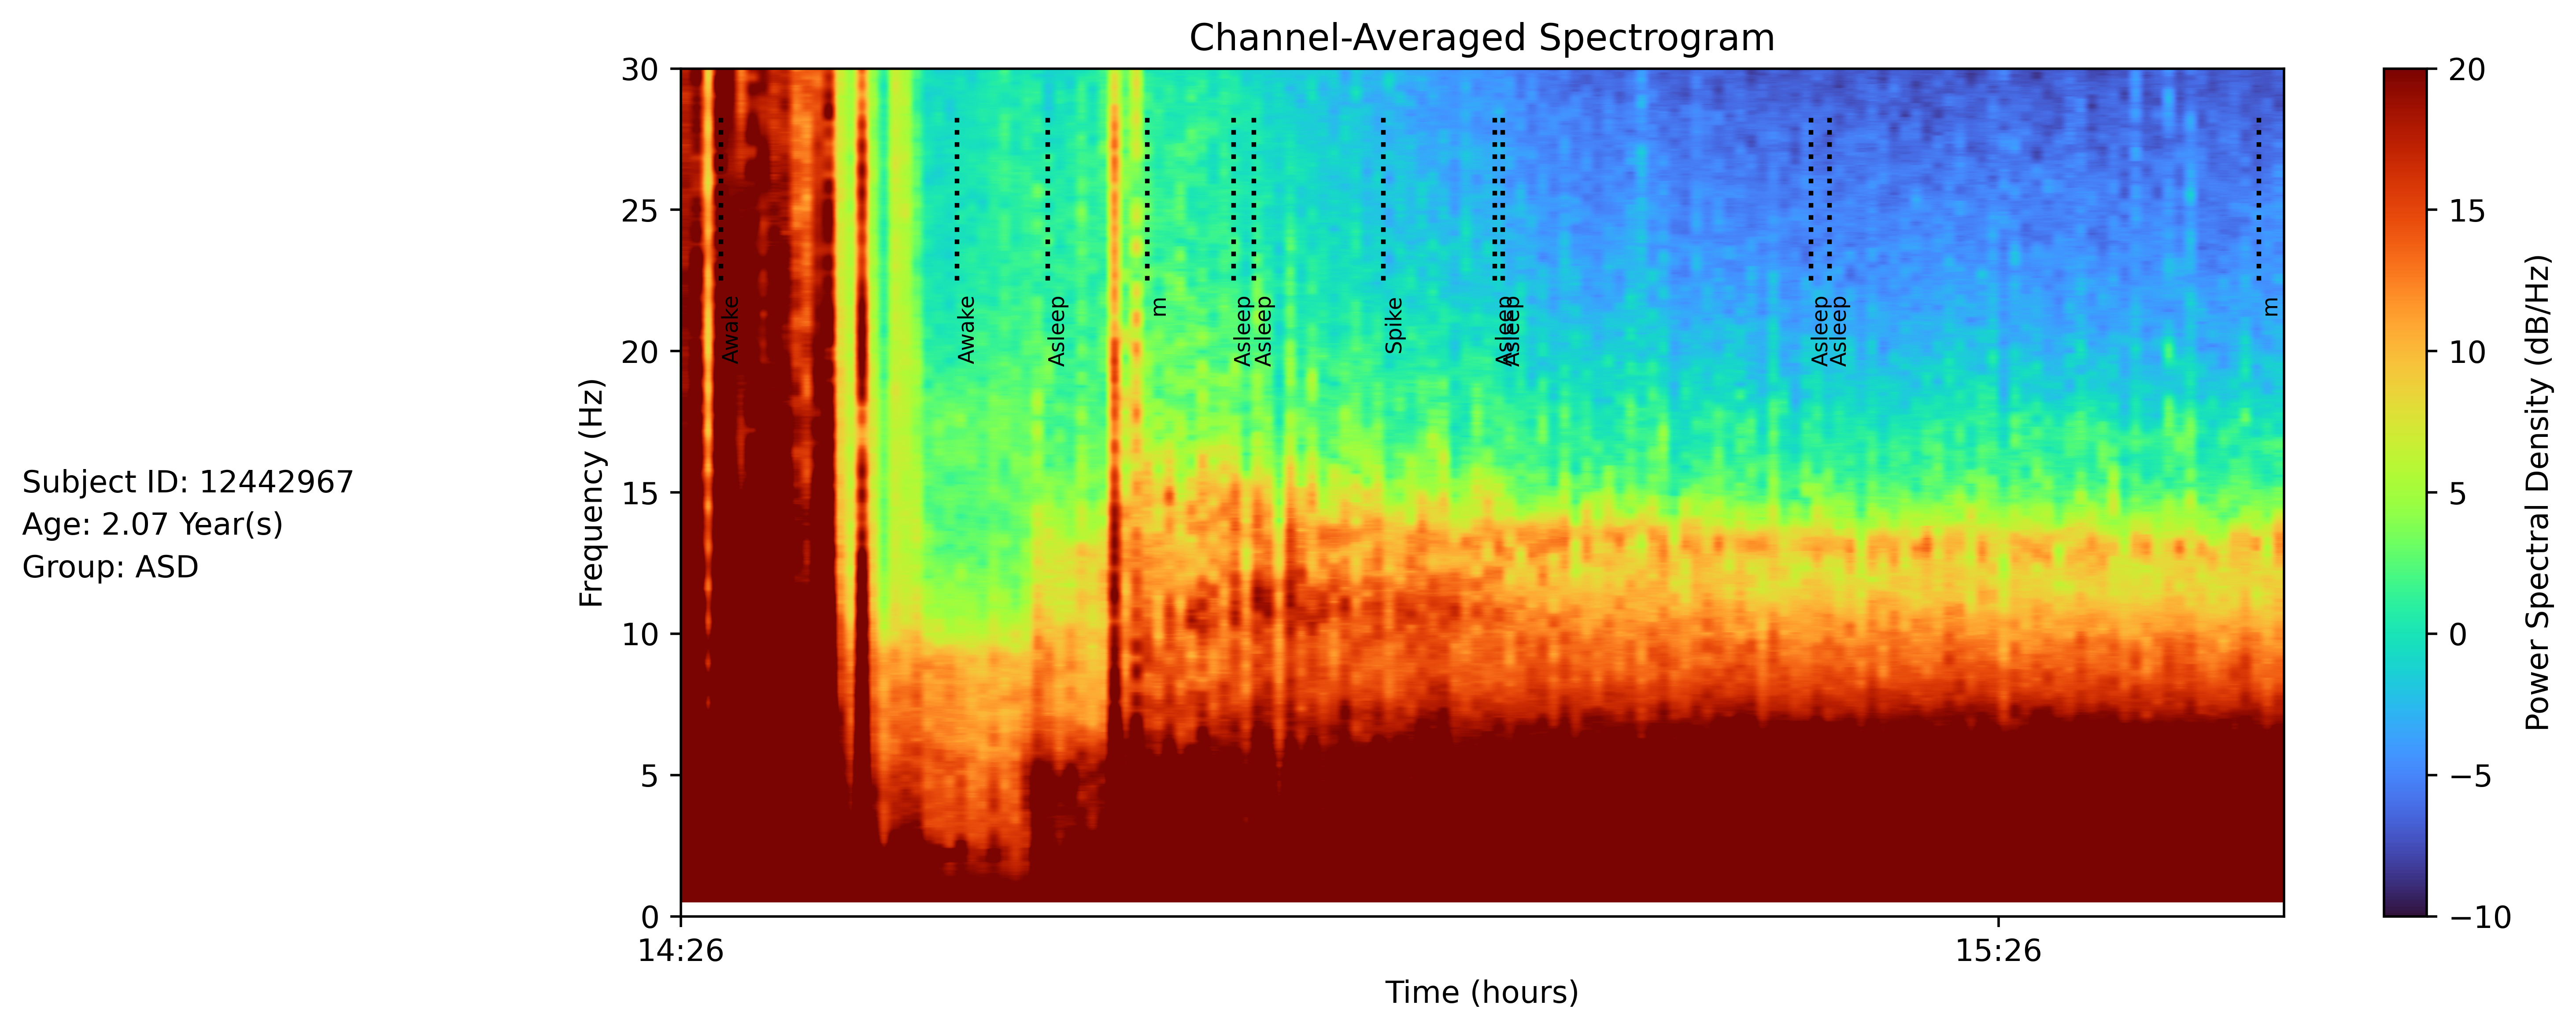 Channel-Averaged Spectrogram
Subject ID: 12442967
Age: 2.07 Year(s)
Group: ASD
Frequency (Hz)
30
25
20
15
10
5
0
Awake
Awake
Asleep
m
Asleep
Asleep
Spike
Asleep
Asleep
Asleep
Asleep
m
14:26
15:26
Time (hours)
20
15
10
5
0
−5
−10
Power Spectral Density (dB/Hz)